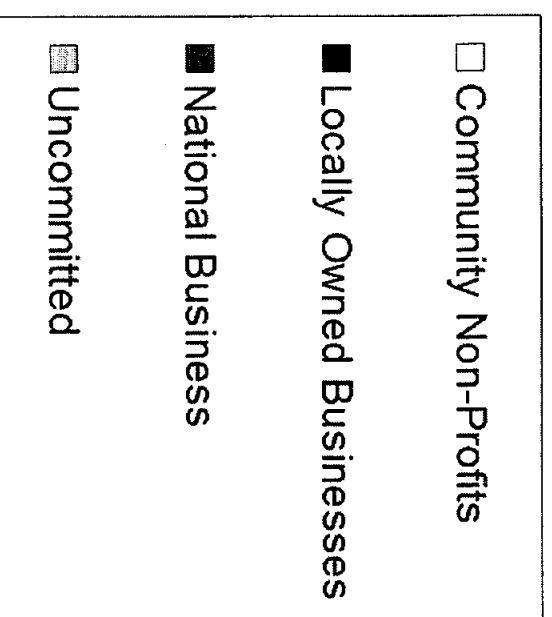 Community Non-Profits
Locally Owned Businesses
National Business
Uncommitted